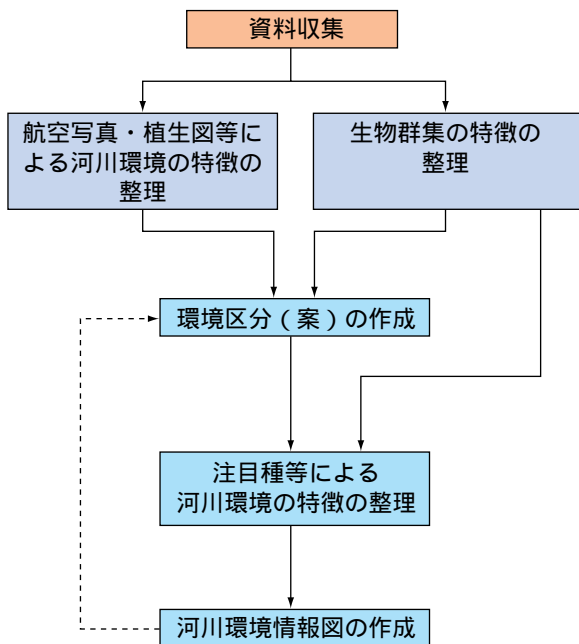 資料収集
航空写真・植生図等に
よる河川環境の特徴の
整理
生物群集の特徴の
整理
環境区分（案）の作成
注目種等による
河川環境の特徴の整理
河川環境情報図の作成